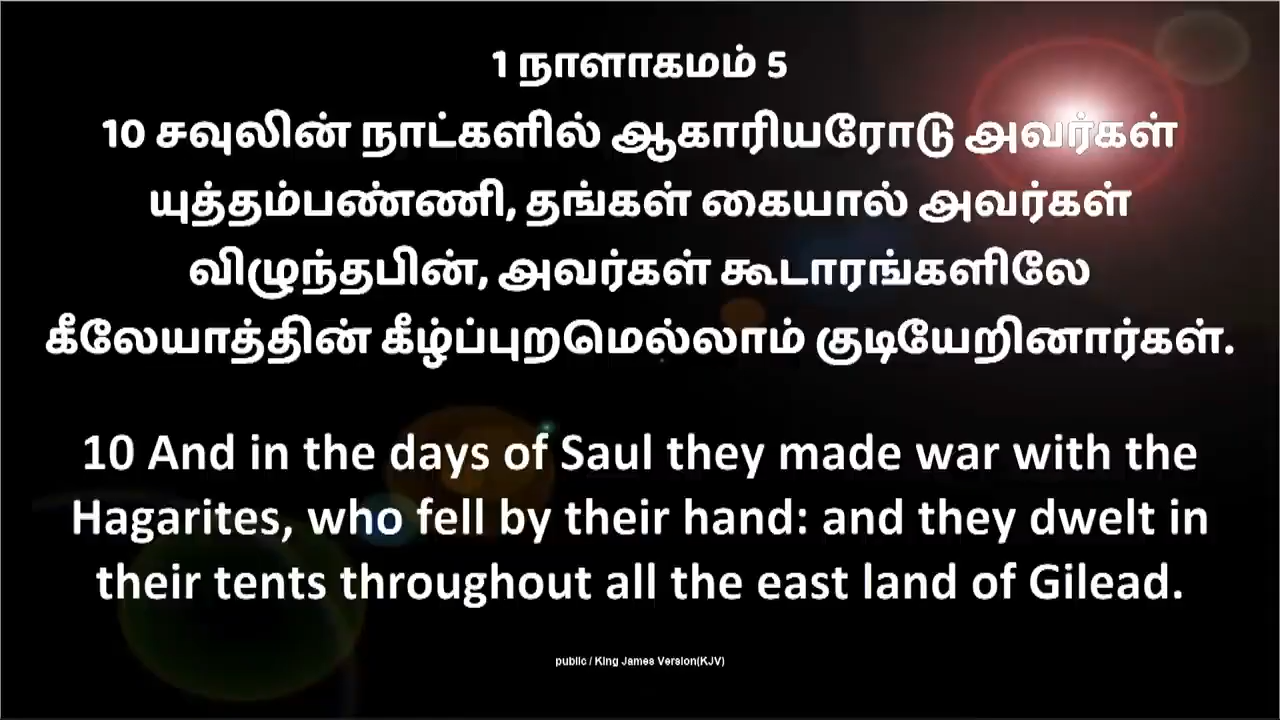 1 நாளாகமம் 5
10 சவுலின் நாட்களில் ஆகாரியரோடு அவர்கள்
யுத்தம்பண்ணி, தங்கள் கையால் அவர்கள்
விழுந்தபின், அவர்கள் கூடாரங்களிலே
கீலேயாத்தின் கீழ்ப்புறமெல்லாம் குடியேறினார்கள்.
10 And in the days of Saul they made war with the
Hagarites, who fell by their hand: and they dwelt in
their tents throughout all the east land of Gilead.
public / King James Version(KJV)